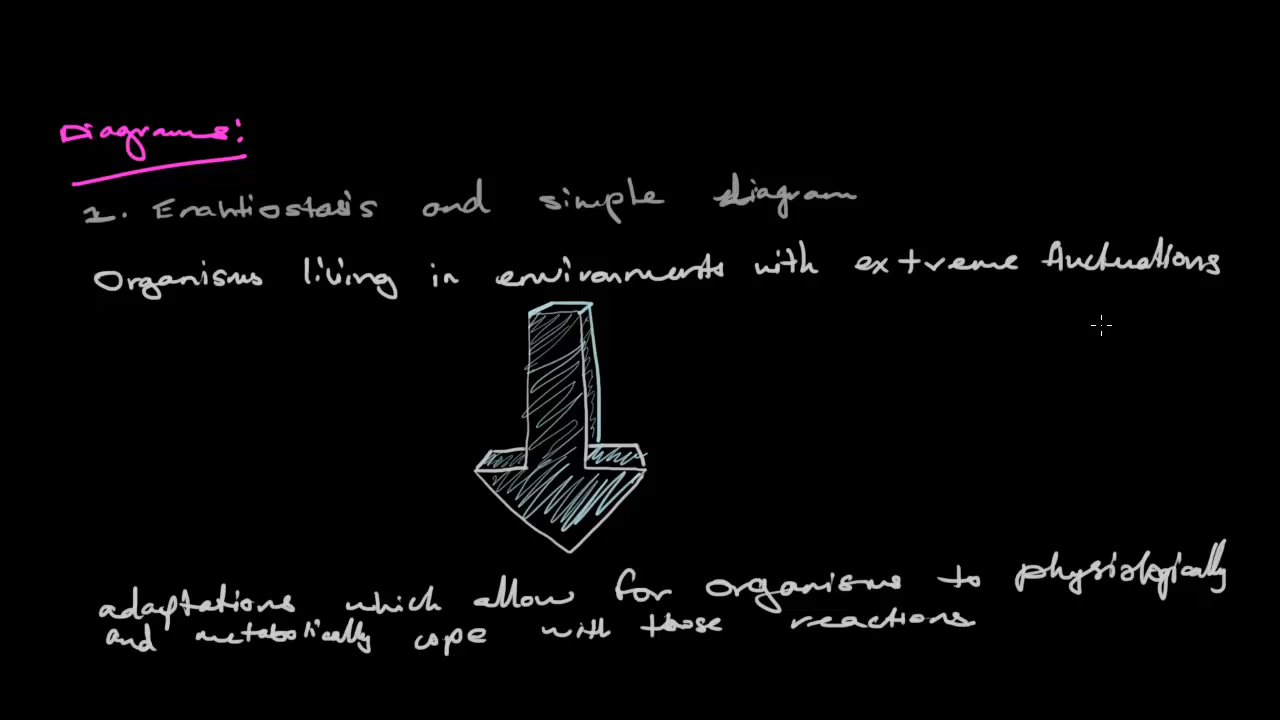 Diagrams:
1. Enantiostasis and simple diagram
Organisms living in environments with extreme fluctuations
adaptations which allow for organisms to physiologically
and metabolically cope with those reactions